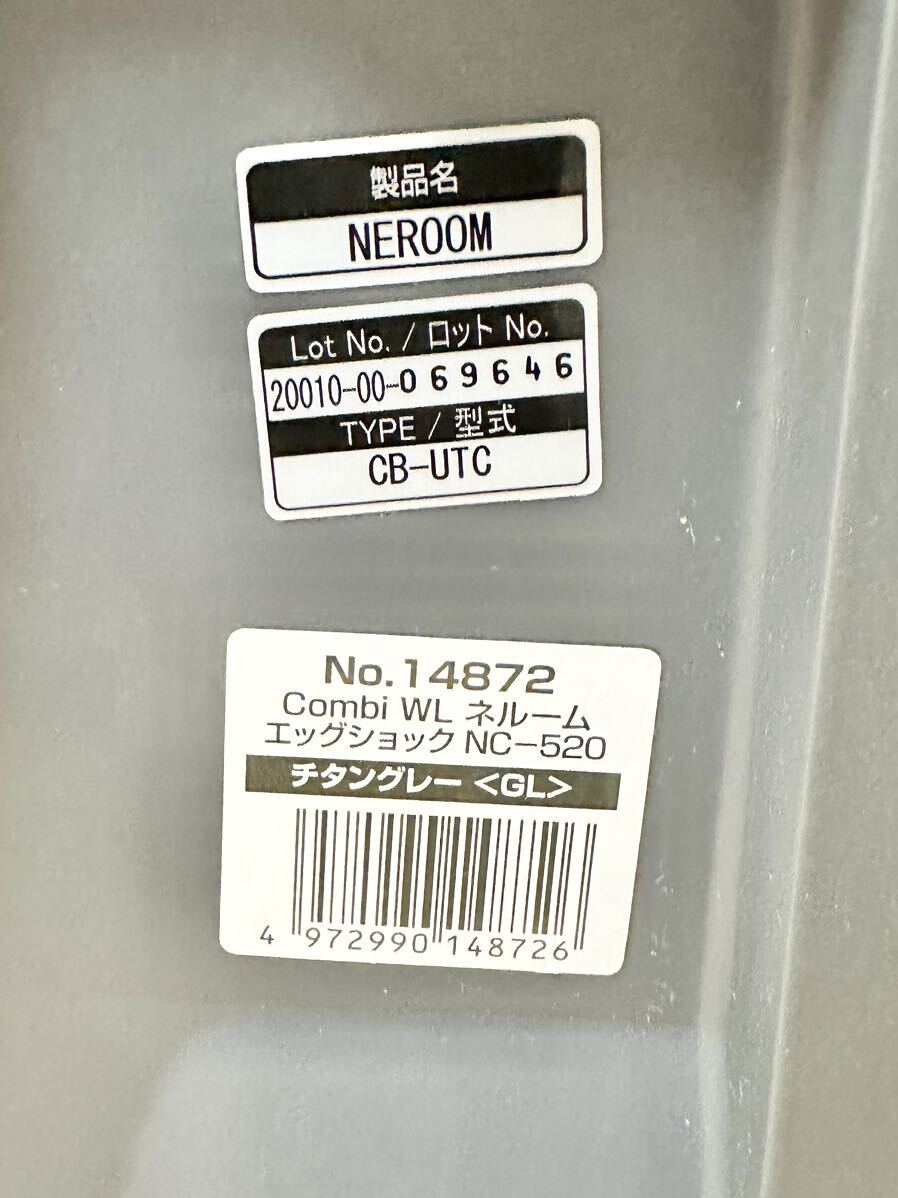 製品名
NEROOM
Lot No. / ロット No.
20010-00-069646
TYPE / 型式
CB-UTC
No.14872
Combi WL ネルーム
エッグショック NC-520
チタングレー <GL>
4 972990 148726